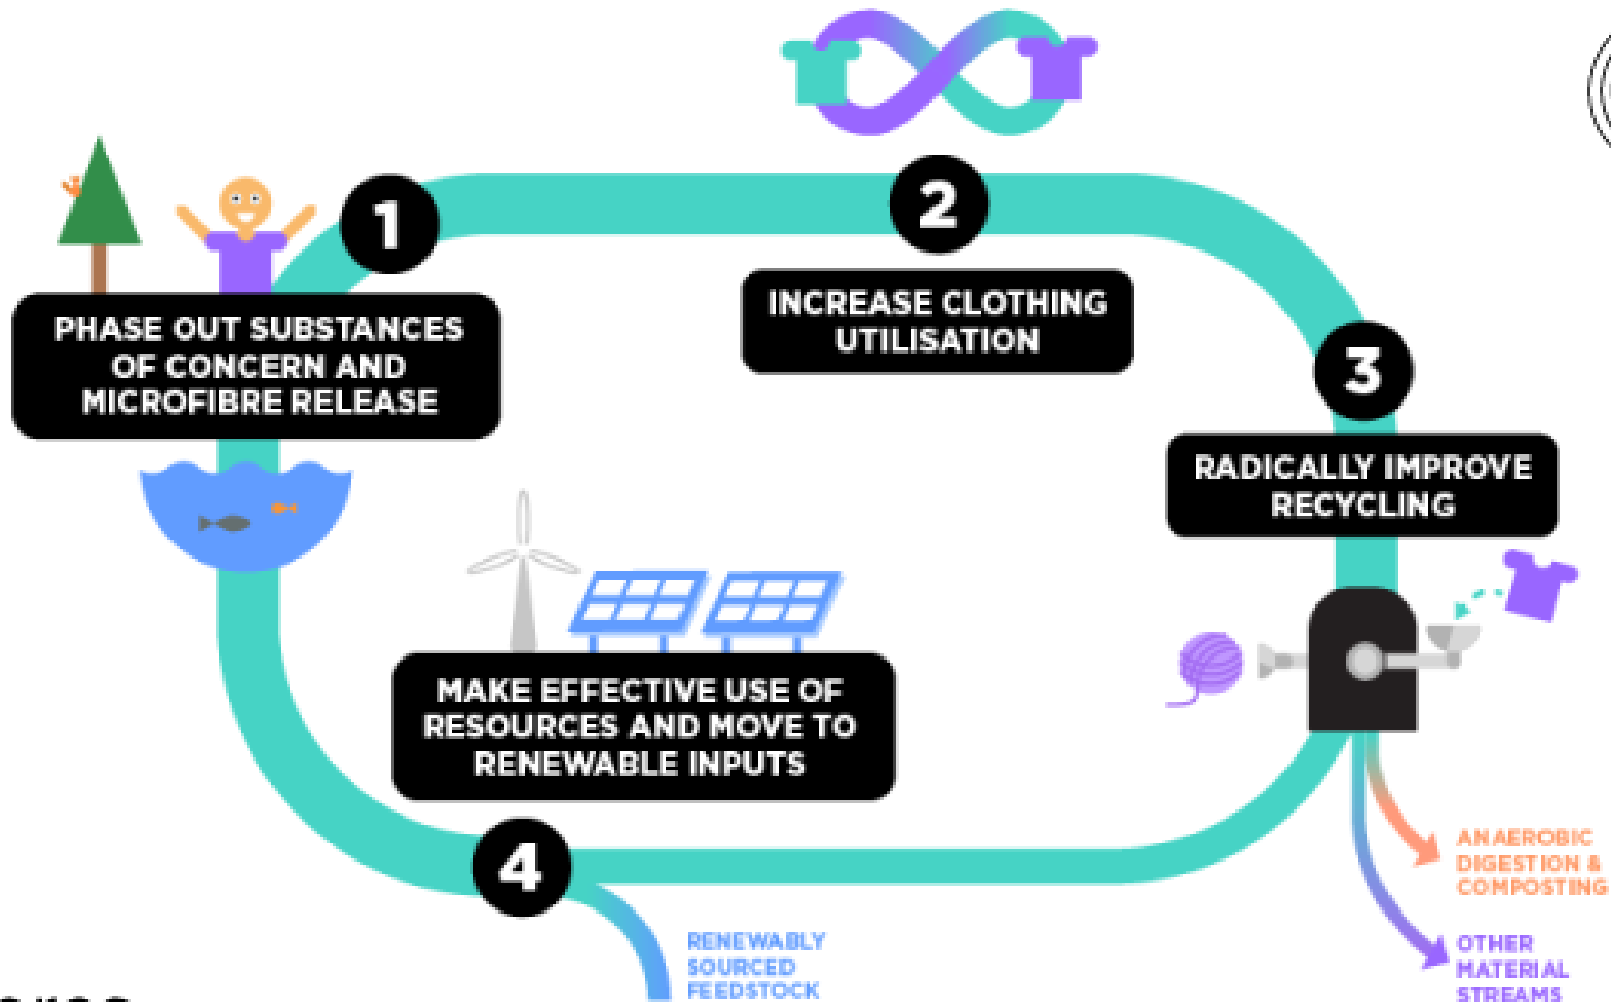 1
PHASE OUT SUBSTANCES
OF CONCERN AND
MICROFIBRE RELEASE
2
INCREASE CLOTHING
UTILISATION
3
RADICALLY IMPROVE
RECYCLING
MAKE EFFECTIVE USE OF
RESOURCES AND MOVE TO
RENEWABLE INPUTS
4
RENEWABLY
SOURCED
FEEDSTOCK
ANAEROBIC
DIGESTION &
COMPOSTING
OTHER
MATERIAL
STREAMS